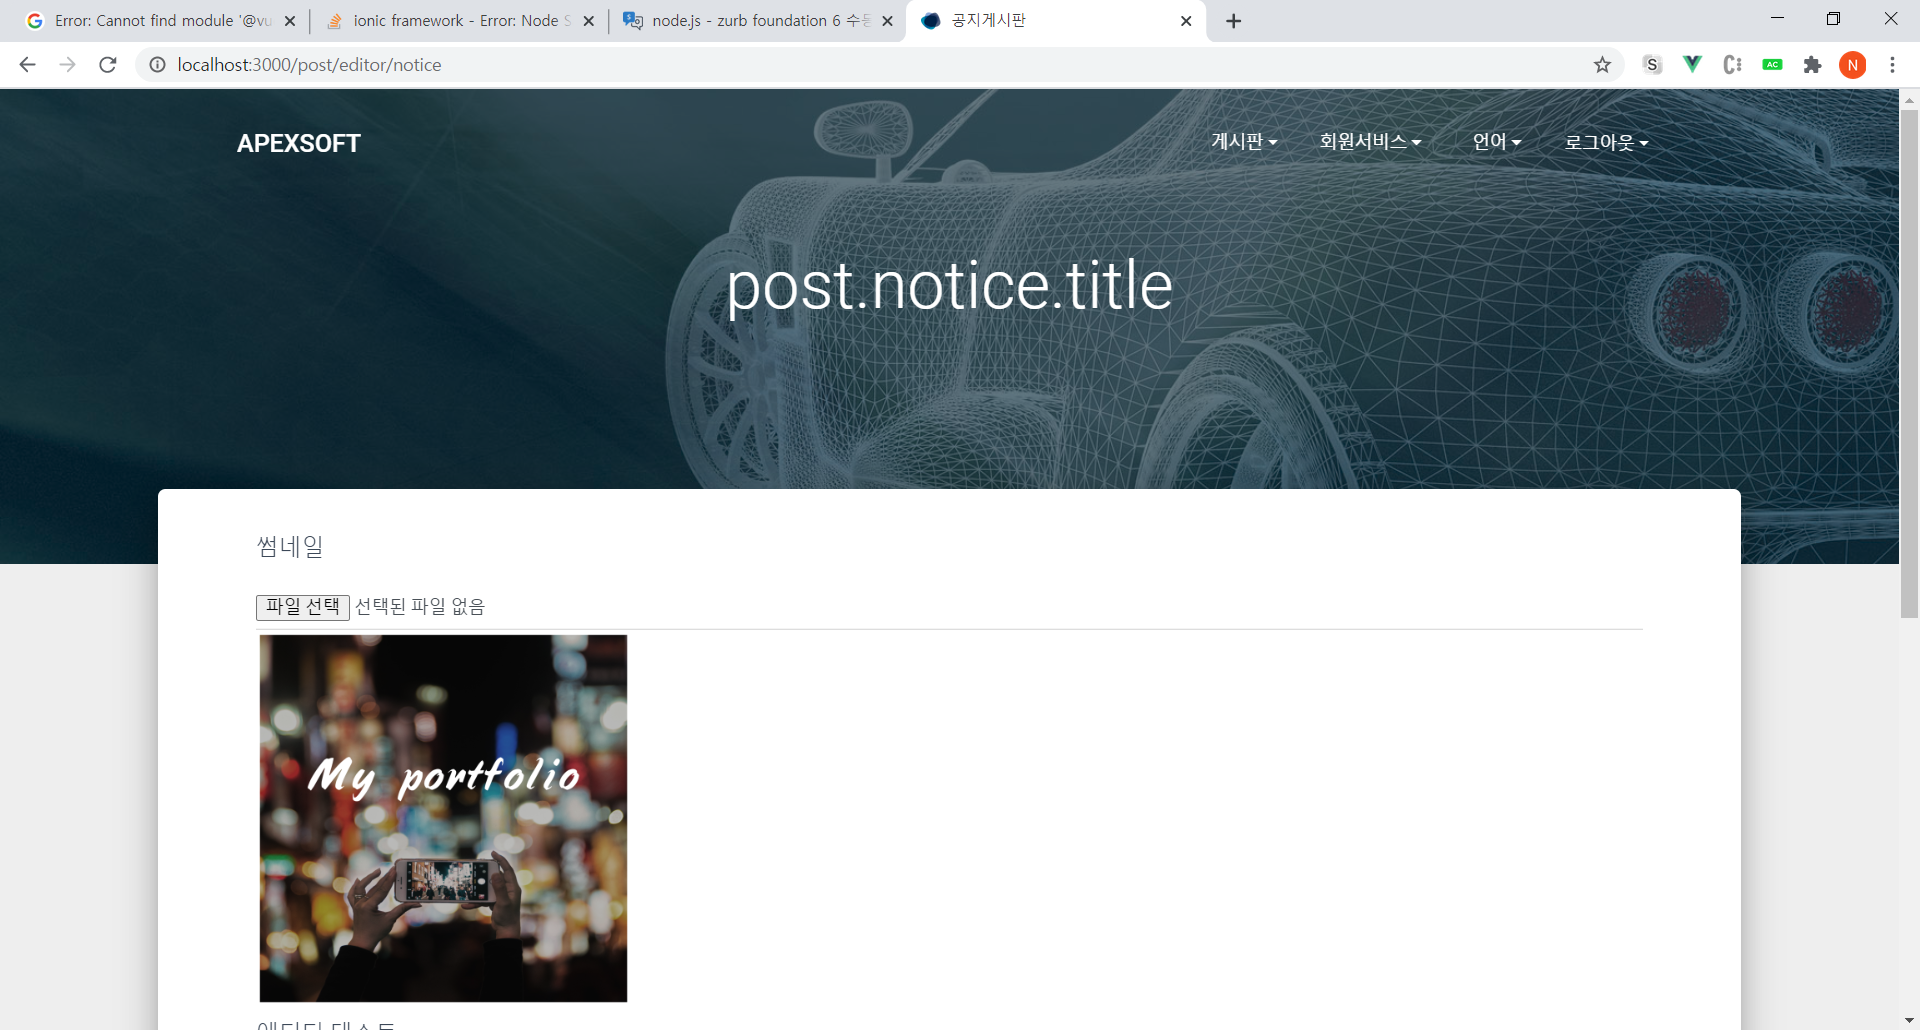 Error: Cannot find module '@vu
ionic framework - Error: Node S
node.js - zurb foundation 6 수동
공지게시판
localhost:3000/post/editor/notice
S
AC
N
APEXSOFT
게시판
회원서비스
언어
로그아웃
post.notice.title
썸네일
파일 선택 선택된 파일 없음
My portfolio